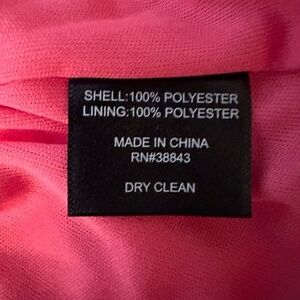 SHELL:100% POLYESTER
LINING:100% POLYESTER
MADE IN CHINA
RN#38843
DRY CLEAN